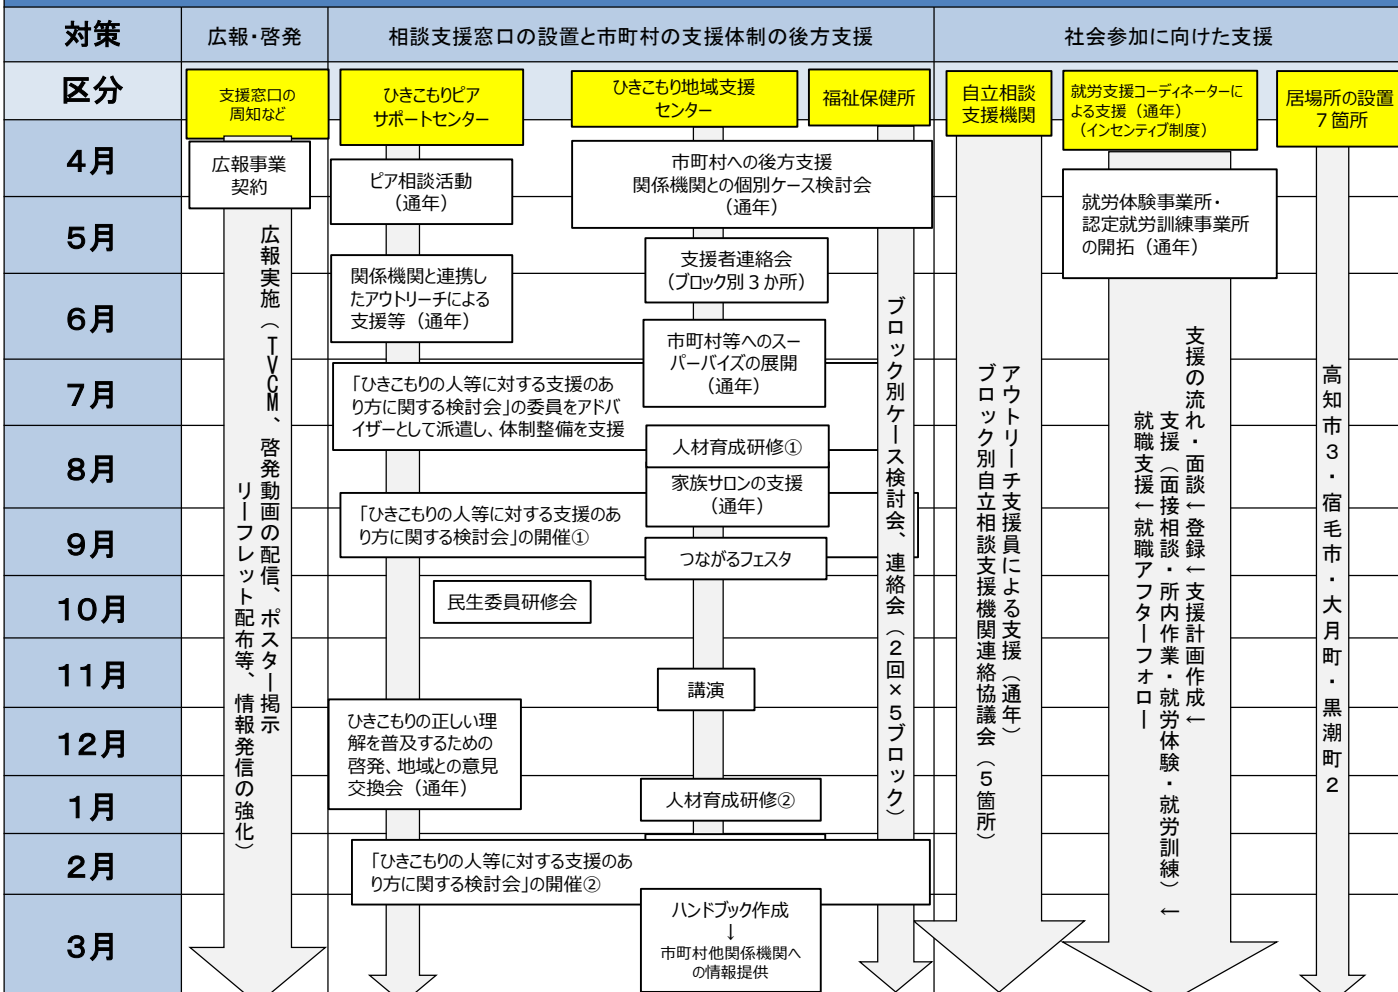 対策
広報・啓発
相談支援窓口の設置と市町村の支援体制の後方支援
社会参加に向けた支援
区分
支援窓口の
周知など
ひきこもりピア
サポートセンター
ひきこもり地域支援
センター
福祉保健所
自立相談
支援機関
就労支援コーディネーターに
よる支援（通年）
（インセンティブ制度）
居場所の設置
７箇所
4月
5月
6月
7月
8月
9月
10月
11月
12月
1月
2月
3月
広報事業
契約
広報実施（ＴＶＣＭ、啓発動画の配信、ポスター掲示
リーフレット配布等、情報発信の強化）
ピア相談活動
（通年）
関係機関と連携し
たアウトリーチによる
支援等（通年）
「ひきこもりの人等に対する支援のあ
り方に関する検討会」の委員をアドバ
イザーとして派遣し、体制整備を支援
「ひきこもりの人等に対する支援のあ
り方に関する検討会」の開催①
民生委員研修会
ひきこもりの正しい理
解を普及するための
啓発、地域との意見
交換会（通年）
「ひきこもりの人等に対する支援のあ
り方に関する検討会」の開催②
市町村への後方支援
関係機関との個別ケース検討会
（通年）
支援者連絡会
（ブロック別３か所）
市町村等へのスー
パーバイズの展開
（通年）
人材育成研修①
家族サロンの支援
（通年）
つながるフェスタ
講演
人材育成研修②
ハンドブック作成
↓
市町村他関係機関へ
の情報提供
ブロック別ケース検討会、連絡会（２回×５ブロック）
アウトリーチ支援員による支援（通年）
ブロック別自立相談支援機関連絡協議会（５箇所）
就労体験事業所・
認定就労訓練事業所
の開拓（通年）
支援の流れ・面談←登録←支援計画作成←
支援（面接相談・所内作業・就労体験・就労訓練）←
就職支援←就職アフターフォロー
高知市３・宿毛市・大月町・黒潮町２